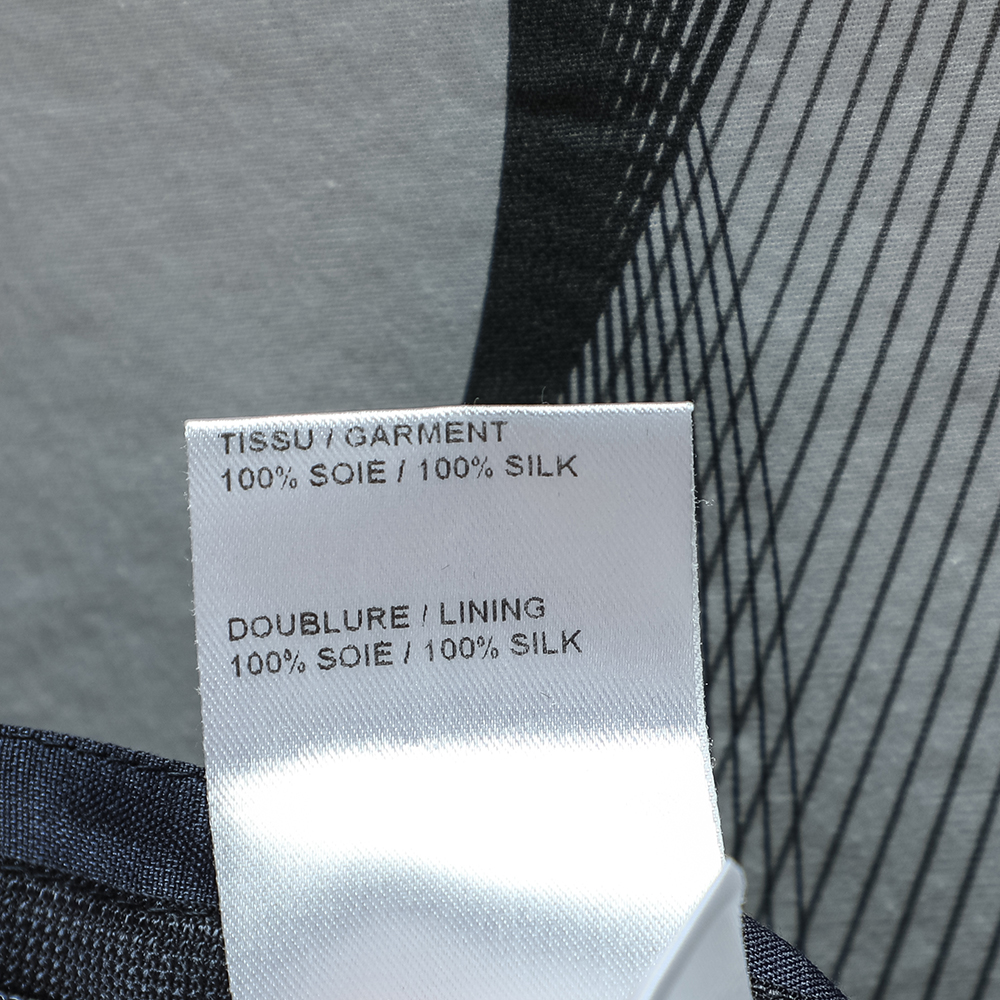 TISSU / GARMENT
100% SOIE / 100% SILK
DOUBLURE / LINING
100% SOIE / 100% SILK